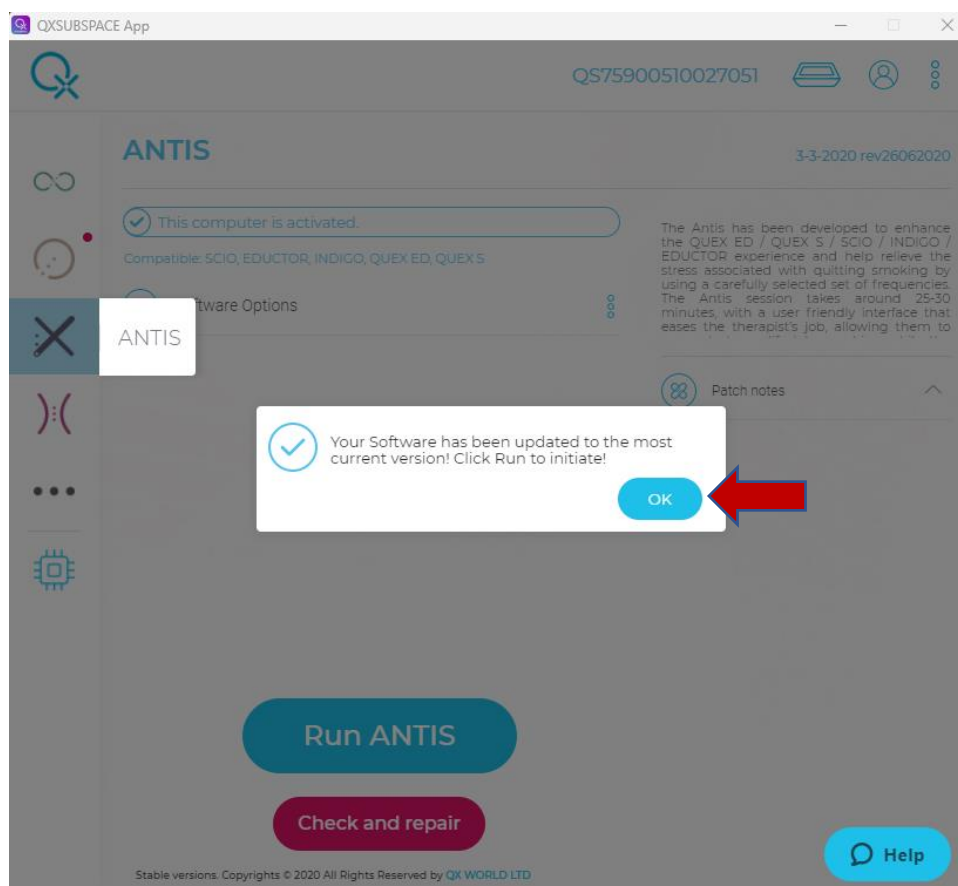 QXSUBSPACE App
QX
QS75900510027051
ANTIS
3-3-2020 rev26062020
This computer is activated.
Compatible: SCIO, EDUCTOR, INDIGO, QUEX ED, QUEX S
The Antis has been developed to enhance
the QUEX ED / QUEX S / SCIO / INDIGO /
EDUCTOR experience and help relieve the
stress associated with quitting smoking by
using a carefully selected set of frequencies.
The Antis session takes around 25-30
minutes, with a user friendly interface that
eases the therapist's job, allowing them to
tware Options
ANTIS
Patch notes
Your Software has been updated to the most
current version! Click Run to initiate!
OK
Run ANTIS
Check and repair
Help
Stable versions. Copyrights © 2020 All Rights Reserved by QX WORLD LTD